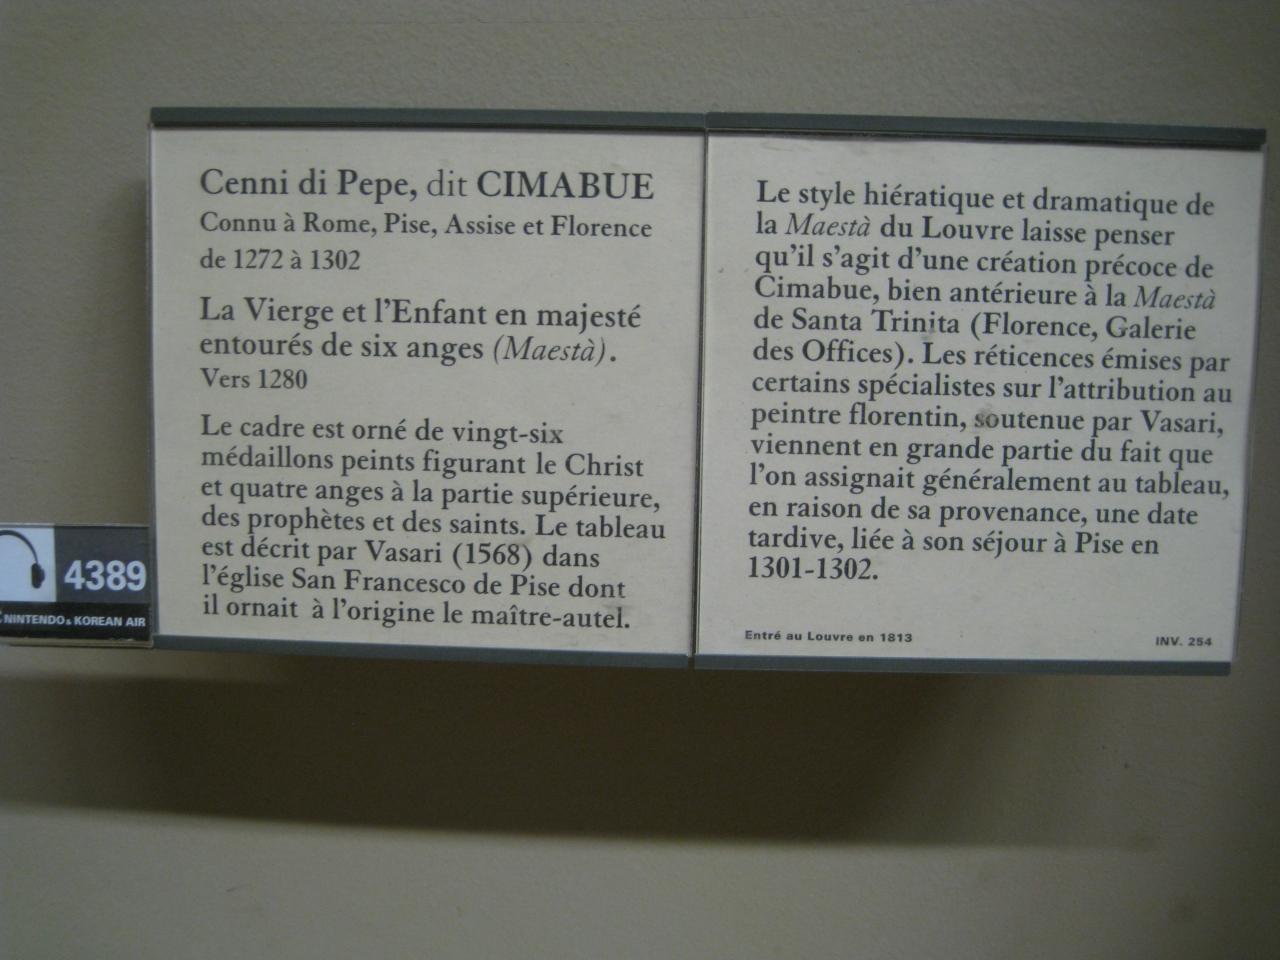 Cenni di Pepe, dit CIMABUE
Connu à Rome, Pise, Assise et Florence
de 1272 à 1302
La Vierge et l'Enfant en majesté
entourés de six anges (Maestà).
Vers 1280
Le cadre est orné de vingt-six
médaillons peints figurant le Christ
et quatre anges à la partie supérieure,
des prophètes et des saints. Le tableau
est décrit par Vasari (1568) dans
l'église San Francesco de Pise dont
il ornait à l'origine le maître-autel.
Le style hiératique et dramatique de
la Maestà du Louvre laisse penser
qu'il s'agit d'une création précoce de
Cimabue, bien antérieure à la Maestà
de Santa Trinita (Florence, Galerie
des Offices). Les réticences émises par
certains spécialistes sur l'attribution au
peintre florentin, soutenue par Vasari,
viennent en grande partie du fait que
l'on assignait généralement au tableau,
en raison de sa provenance, une date
tardive, liée à son séjour à Pise en
1301-1302.
Entré au Louvre en 1813
INV. 254
4389
NINTENDO & KOREAN AIR